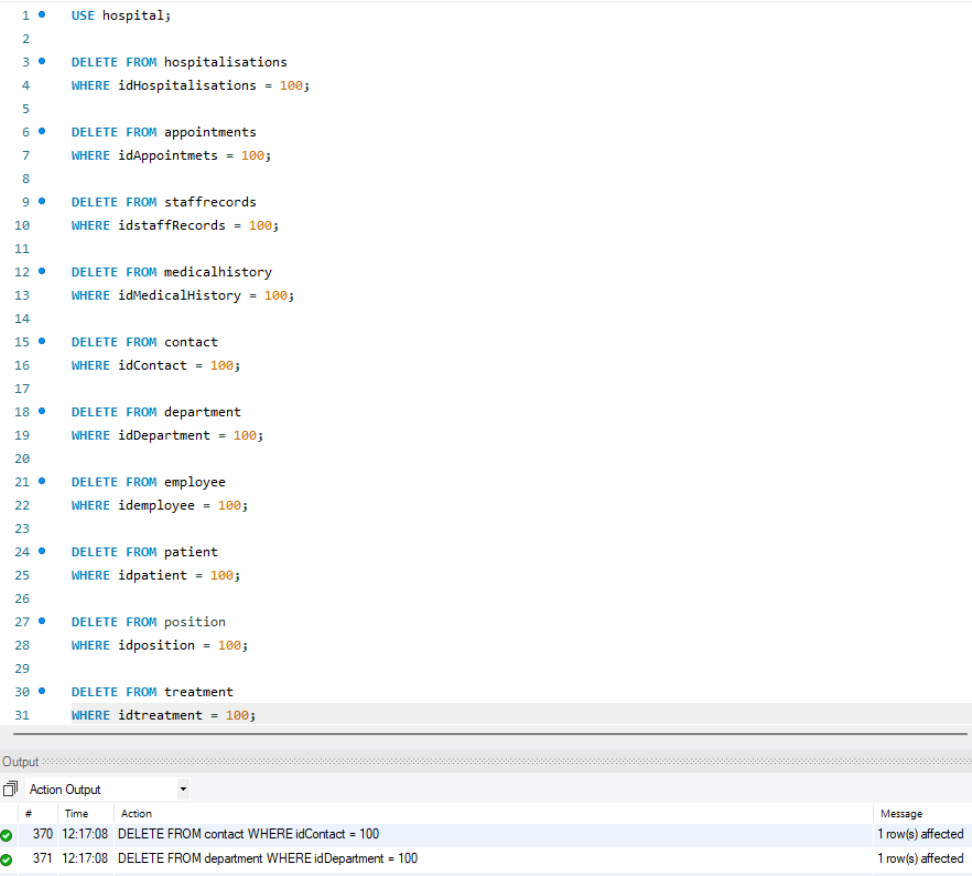 1 USE hospital;
2
3 DELETE FROM hospitalisations
4 WHERE idHospitalisations = 100;
5
6 DELETE FROM appointments
7 WHERE idAppointmets = 100;
8
9 DELETE FROM staffrecords
10 WHERE idstaffRecords = 100;
11
12 DELETE FROM medicalhistory
13 WHERE idMedicalHistory = 100;
14
15 DELETE FROM contact
16 WHERE idContact = 100;
17
18 DELETE FROM department
19 WHERE idDepartment = 100;
20
21 DELETE FROM employee
22 WHERE idemployee = 100;
23
24 DELETE FROM patient
25 WHERE idpatient = 100;
26
27 DELETE FROM position
28 WHERE idposition = 100;
29
30 DELETE FROM treatment
31 WHERE idtreatment = 100;
Output
Action Output
# Time Action Message
370 12:17:08 DELETE FROM contact WHERE idContact = 100 1 row(s) affected
371 12:17:08 DELETE FROM department WHERE idDepartment = 100 1 row(s) affected